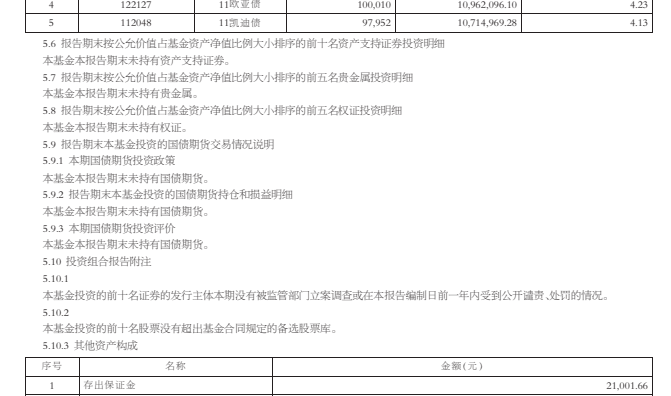 4 122127 11欧亚债 100,010 10,962,096.10 4.23
5 112048 11凯迪债 97,952 10,714,969.28 4.13
5.6 报告期末按公允价值占基金资产净值比例大小排序的前十名资产支持证券投资明细
本基金本报告期末未持有资产支持证券。
5.7 报告期末按公允价值占基金资产净值比例大小排序的前五名贵金属投资明细
本基金本报告期末未持有贵金属。
5.8 报告期末按公允价值占基金资产净值比例大小排序的前五名权证投资明细
本基金本报告期末未持有权证。
5.9 报告期末本基金投资的国债期货交易情况说明
5.9.1 本期国债期货投资政策
本基金本报告期末未持有国债期货。
5.9.2 报告期末本基金投资的国债期货持仓和损益明细
本基金本报告期末未持有国债期货。
5.9.3 本期国债期货投资评价
本基金本报告期末未持有国债期货。
5.10 投资组合报告附注
5.10.1
本基金投资的前十名证券的发行主体本期没有被监管部门立案调查或在本报告编制日前一年内受到公开谴责、处罚的情况。
5.10.2
本基金投资的前十名股票没有超出基金合同规定的备选股票库。
5.10.3 其他资产构成
序号 名称 金额(元)
1 存出保证金 21,001.66